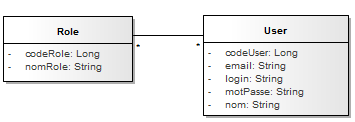 Role
- codeRole: Long
- nomRole: String
*
*
User
- codeUser: Long
- email: String
- login: String
- motPasse: String
- nom: String